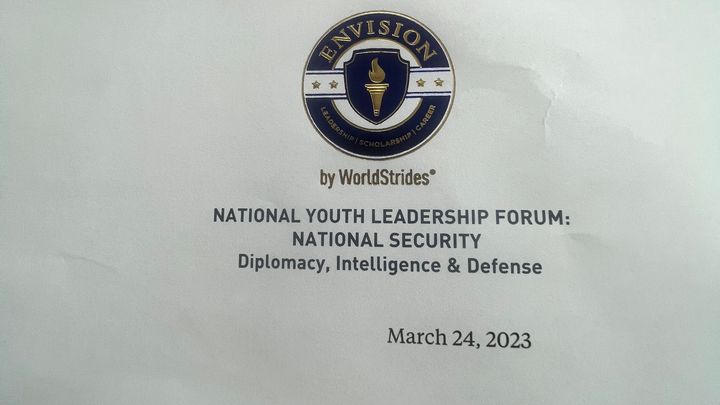 ENVISION
LEADERSHIP | SCHOLARSHIP | CAREER
by WorldStrides®
NATIONAL YOUTH LEADERSHIP FORUM:
NATIONAL SECURITY
Diplomacy, Intelligence & Defense
March 24, 2023